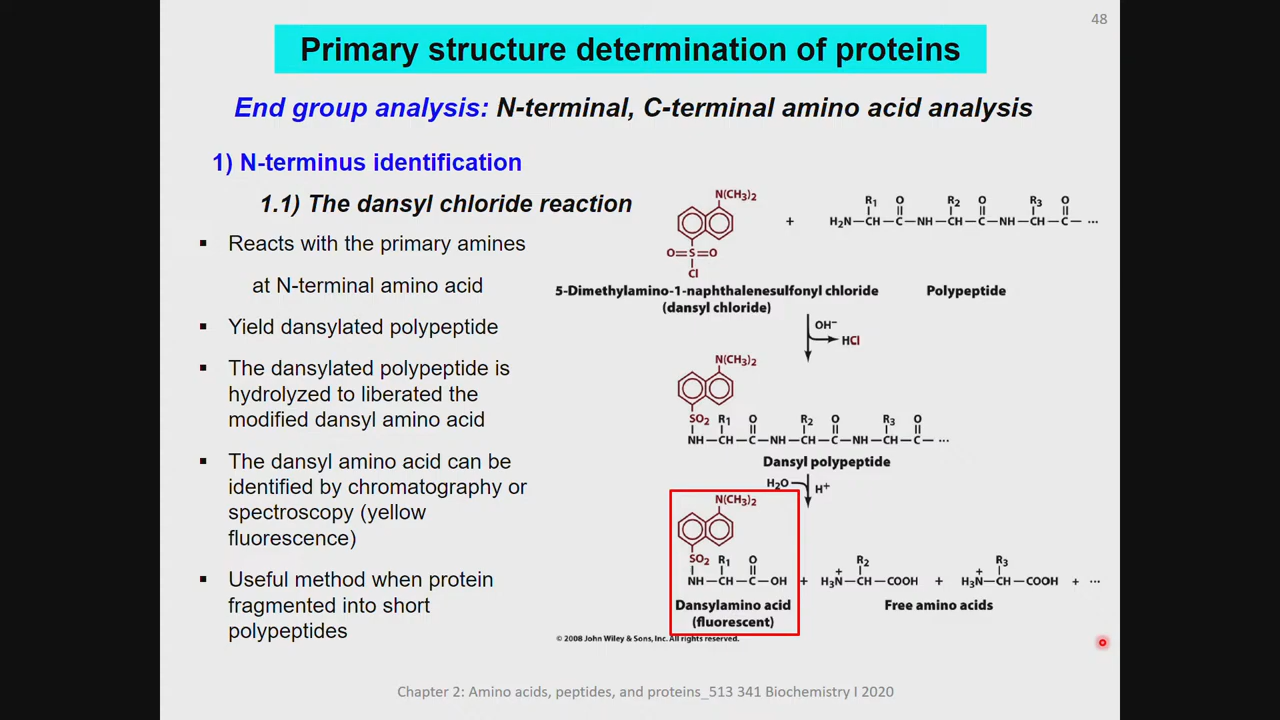 48
Primary structure determination of proteins
End group analysis: N-terminal, C-terminal amino acid analysis
1) N-terminus identification
1.1) The dansyl chloride reaction
▪ Reacts with the primary amines
at N-terminal amino acid
▪ Yield dansylated polypeptide
▪ The dansylated polypeptide is
hydrolyzed to liberated the
modified dansyl amino acid
▪ The dansyl amino acid can be
identified by chromatography or
spectroscopy (yellow
fluorescence)
▪ Useful method when protein
fragmented into short
polypeptides
N(CH₃)₂
R₁ O R₂ O R₃ O
+ H₂N—CH—C—NH—CH—C—NH—CH—C— ···
O=S=O
Cl
5-Dimethylamino-1-naphthalenesulfonyl chloride
(dansyl chloride)
Polypeptide
OH⁻
HCl
N(CH₃)₂
SO₂ R₁ O R₂ O R₃ O
NH—CH—C—NH—CH—C—NH—CH—C— ···
Dansyl polypeptide
H₂O H⁺
N(CH₃)₂
SO₂ R₁ O R₂ R₃
NH—CH—C—OH + H₃N⁺—CH—COOH + H₃N⁺—CH—COOH + ···
Dansylamino acid
(fluorescent)
Free amino acids
© 2008 John Wiley & Sons, Inc. All rights reserved.
Chapter 2: Amino acids, peptides, and proteins_513 341 Biochemistry I 2020